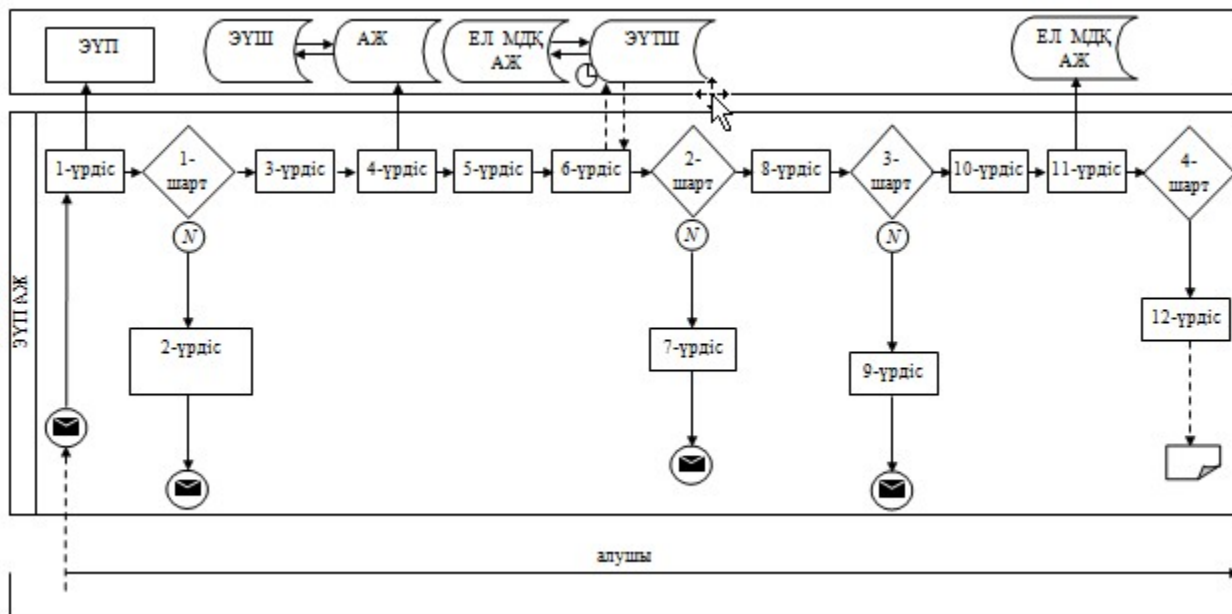 ЭҮП
ЭҮШ
АЖ
ЕЛ МДҚ
АЖ
ЭҮТШ
ЕЛ МДҚ
АЖ
ЭҮП АЖ
1-үрдіс
1-
шарт
3-үрдіс
4-үрдіс
5-үрдіс
6-үрдіс
2-
шарт
8-үрдіс
3-
шарт
10-үрдіс
11-үрдіс
4-
шарт
N
N
N
2-үрдіс
7-үрдіс
9-үрдіс
12-үрдіс
алушы